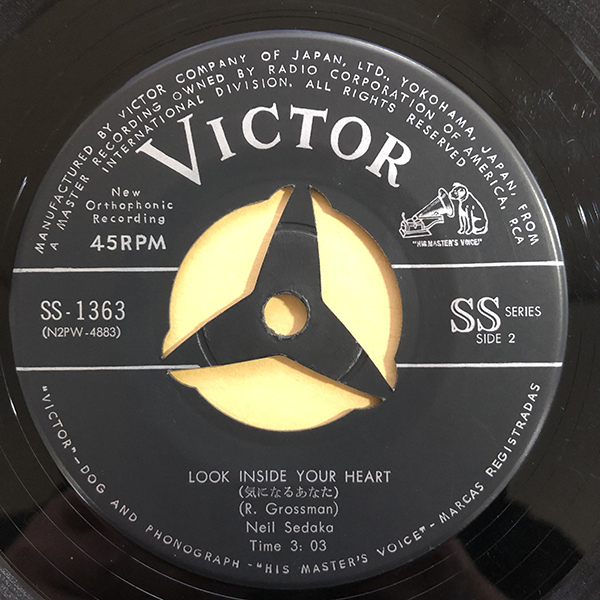 MANUFACTURED BY VICTOR COMPANY OF JAPAN, LTD., YOKOHAMA, JAPAN, FROM
A MASTER RECORDING OWNED BY RADIO CORPORATION OF AMERICA, RCA
INTERNATIONAL DIVISION, ALL RIGHTS RESERVED
VICTOR
New
Orthophonic
Recording
45RPM
"HIS MASTER'S VOICE"
SS-1363
(N2PW-4883)
SS SERIES
SIDE 2
LOOK INSIDE YOUR HEART
(気になるあなた)
(R. Grossman)
Neil Sedaka
Time 3: 03
"VICTOR"-DOG AND PHONOGRAPH-"HIS MASTER'S VOICE"-MARCAS REGISTRADAS